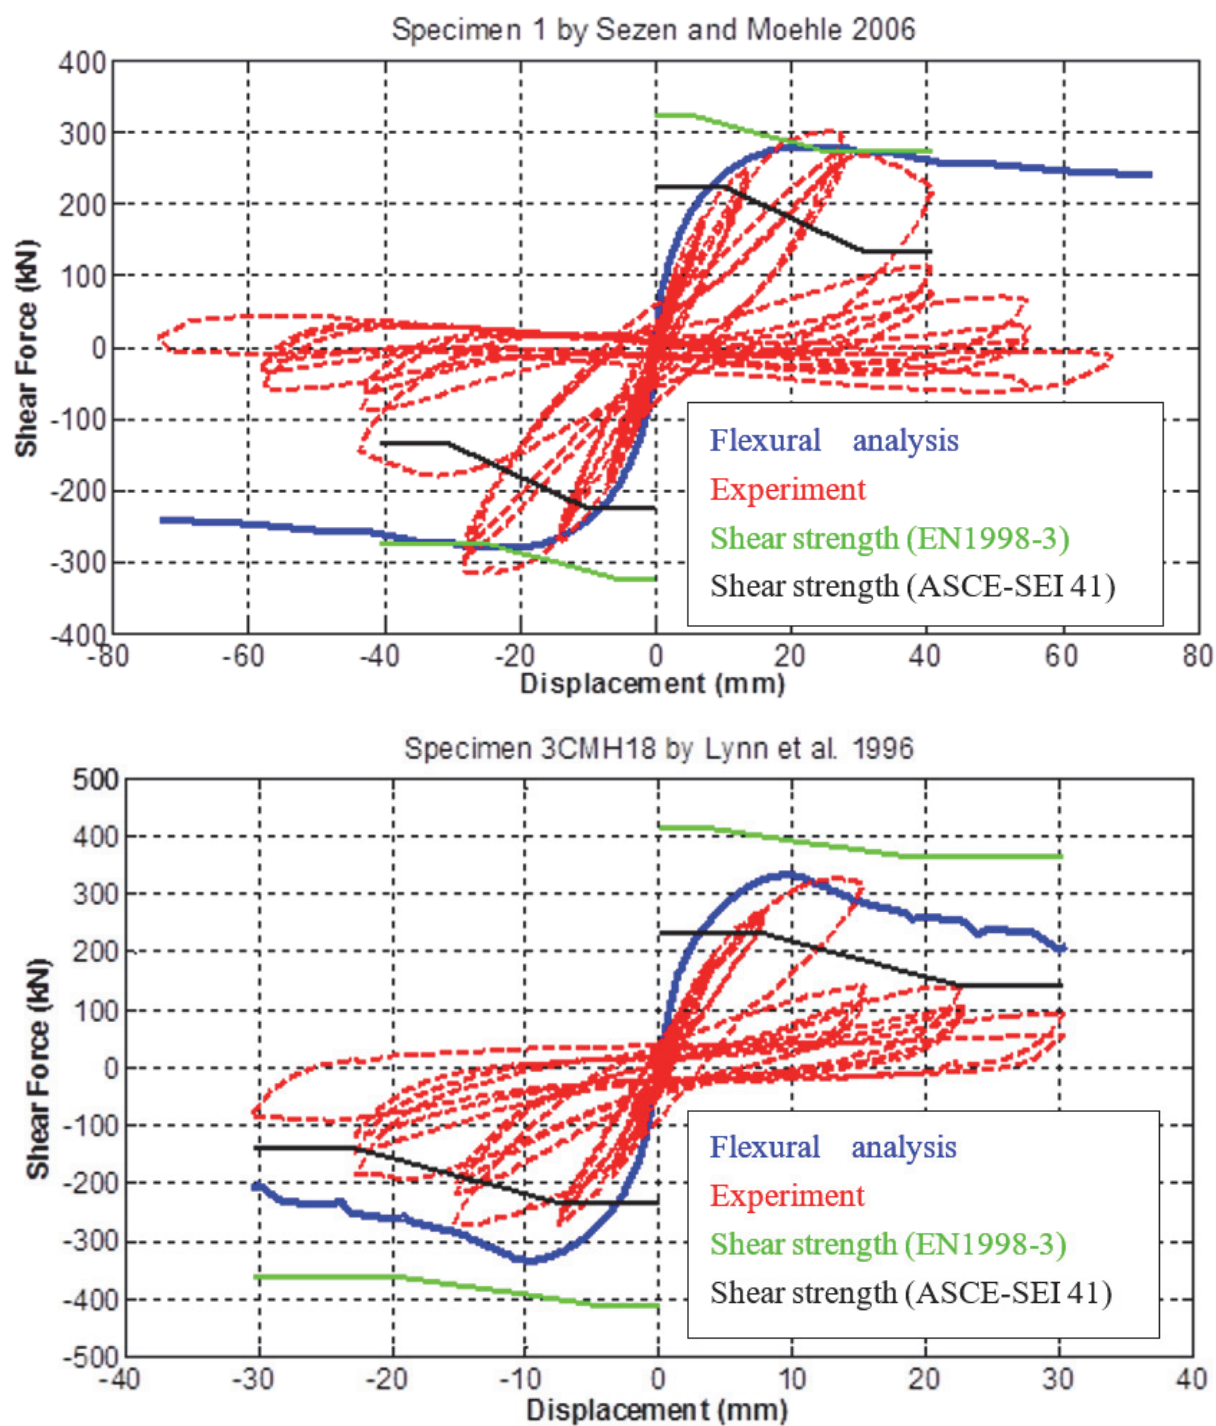 Specimen 1 by Sezen and Moehle 2006
400
300
200
100
0
-100
-200
-300
-400
Shear Force (kN)
Flexural analysis
Experiment
Shear strength (EN1998-3)
Shear strength (ASCE-SEI 41)
-80 -60 -40 -20 0 20 40 60 80
Displacement (mm)
Specimen 3CMH18 by Lynn et al. 1996
500
400
300
200
100
0
-100
-200
-300
-400
-500
Shear Force (kN)
Flexural analysis
Experiment
Shear strength (EN1998-3)
Shear strength (ASCE-SEI 41)
-40 -30 -20 -10 0 10 20 30 40
Displacement (mm)